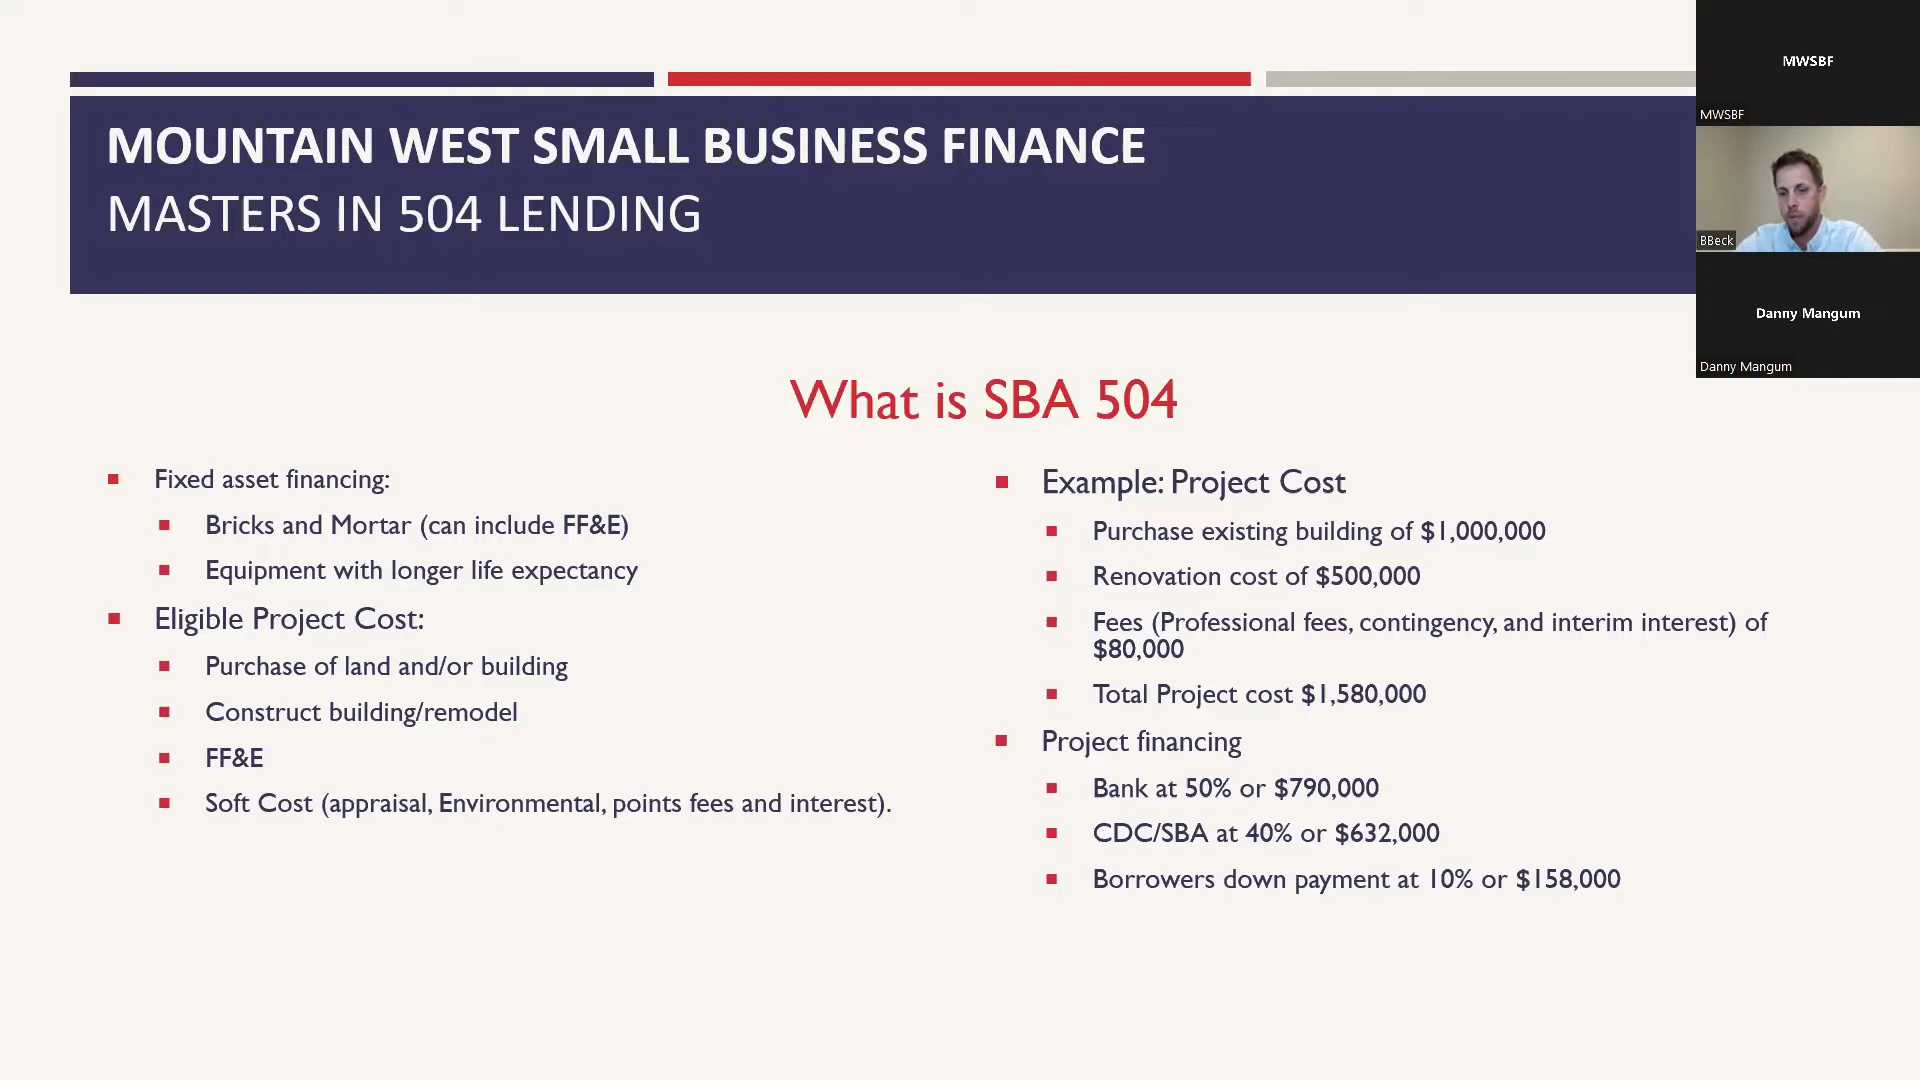 MOUNTAIN WEST SMALL BUSINESS FINANCE
MASTERS IN 504 LENDING
What is SBA 504
Fixed asset financing:
Bricks and Mortar (can include FF&E)
Equipment with longer life expectancy
Eligible Project Cost:
Purchase of land and/or building
Construct building/remodel
FF&E
Soft Cost (appraisal, Environmental, points fees and interest).
Example: Project Cost
Purchase existing building of $1,000,000
Renovation cost of $500,000
Fees (Professional fees, contingency, and interim interest) of
$80,000
Total Project cost $1,580,000
Project financing
Bank at 50% or $790,000
CDC/SBA at 40% or $632,000
Borrowers down payment at 10% or $158,000
MWSBF
MWSBF
BBeck
Danny Mangum
Danny Mangum